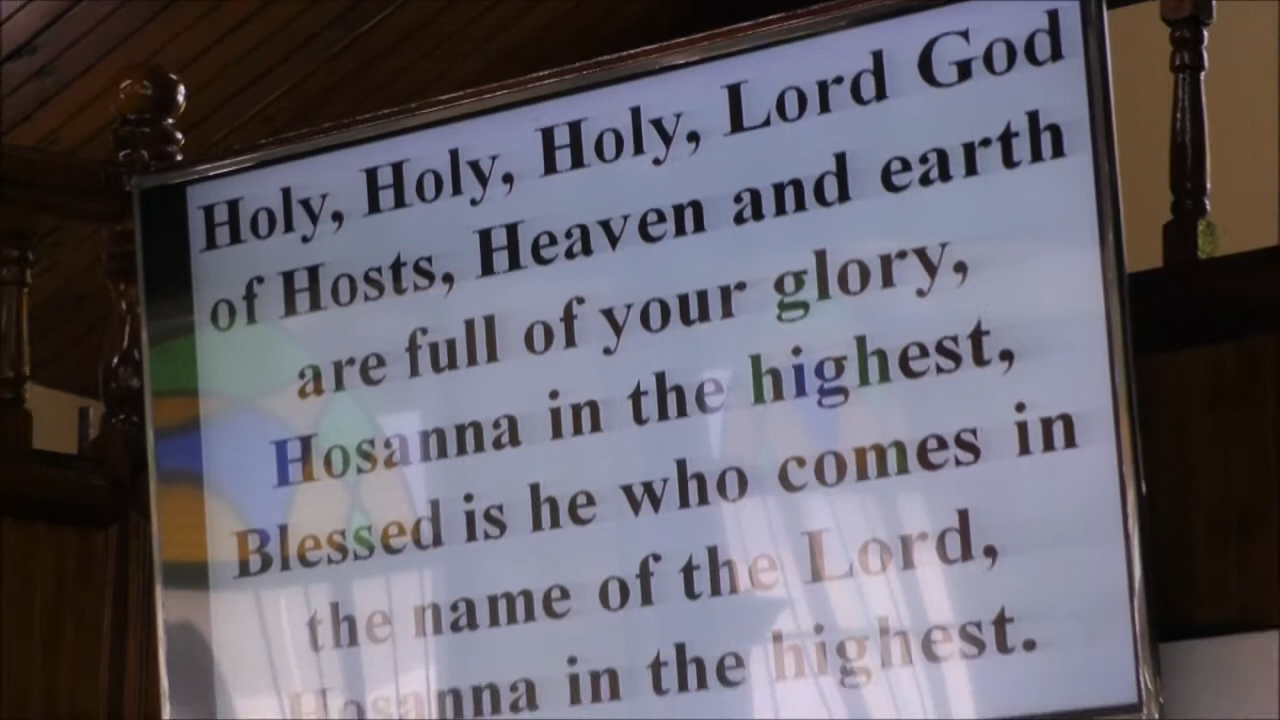 Holy, Holy, Holy, Lord God
of Hosts, Heaven and earth
are full of your glory,
Hosanna in the highest,
Blessed is he who comes in
the name of the Lord,
Hosanna in the highest.